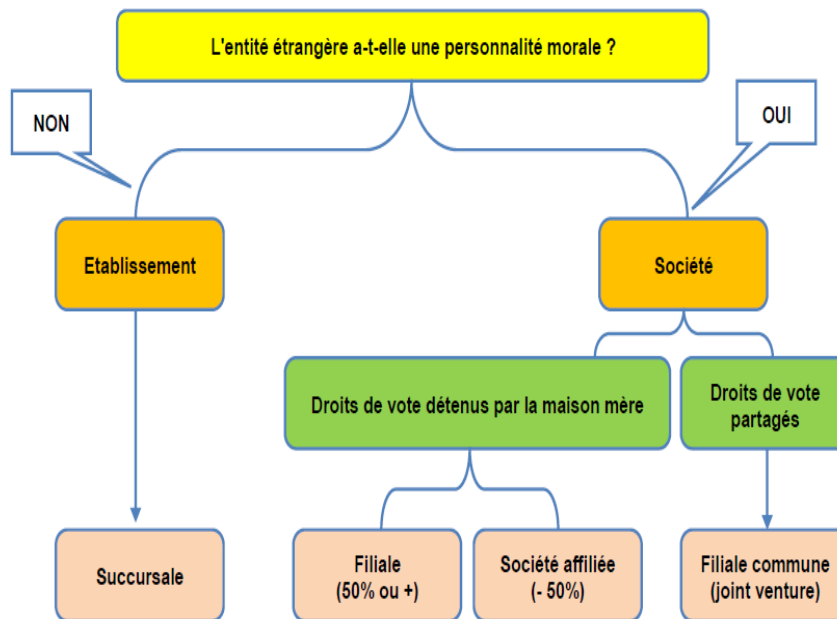 L'entité étrangère a-t-elle une personnalité morale ?
NON
OUI
Etablissement
Société
Droits de vote détenus par la maison mère
Droits de vote
partagés
Succursale
Filiale
(50% ou +)
Société affiliée
(- 50%)
Filiale commune
(joint venture)